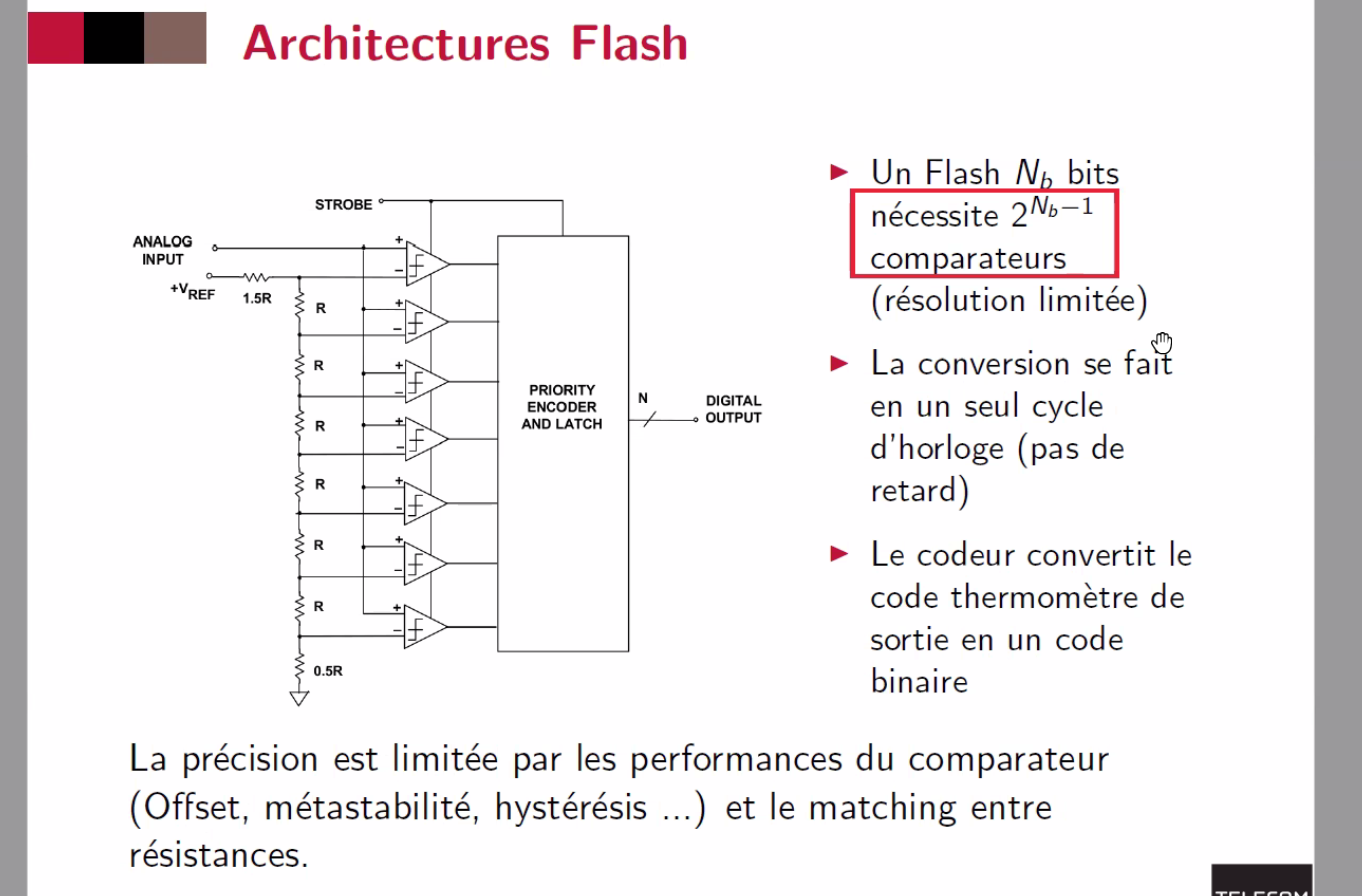 Architectures Flash
STROBE
ANALOG
INPUT
+VREF
1.5R
R
R
R
R
R
R
0.5R
+
−
+
−
+
−
+
−
+
−
+
−
+
−
PRIORITY
ENCODER
AND LATCH
N
DIGITAL
OUTPUT
▶ Un Flash N_b bits
nécessite 2^{N_b−1}
comparateurs
(résolution limitée)
▶ La conversion se fait
en un seul cycle
d'horloge (pas de
retard)
▶ Le codeur convertit le
code thermomètre de
sortie en un code
binaire
La précision est limitée par les performances du comparateur
(Offset, métastabilité, hystérésis ...) et le matching entre
résistances.
TELECOM